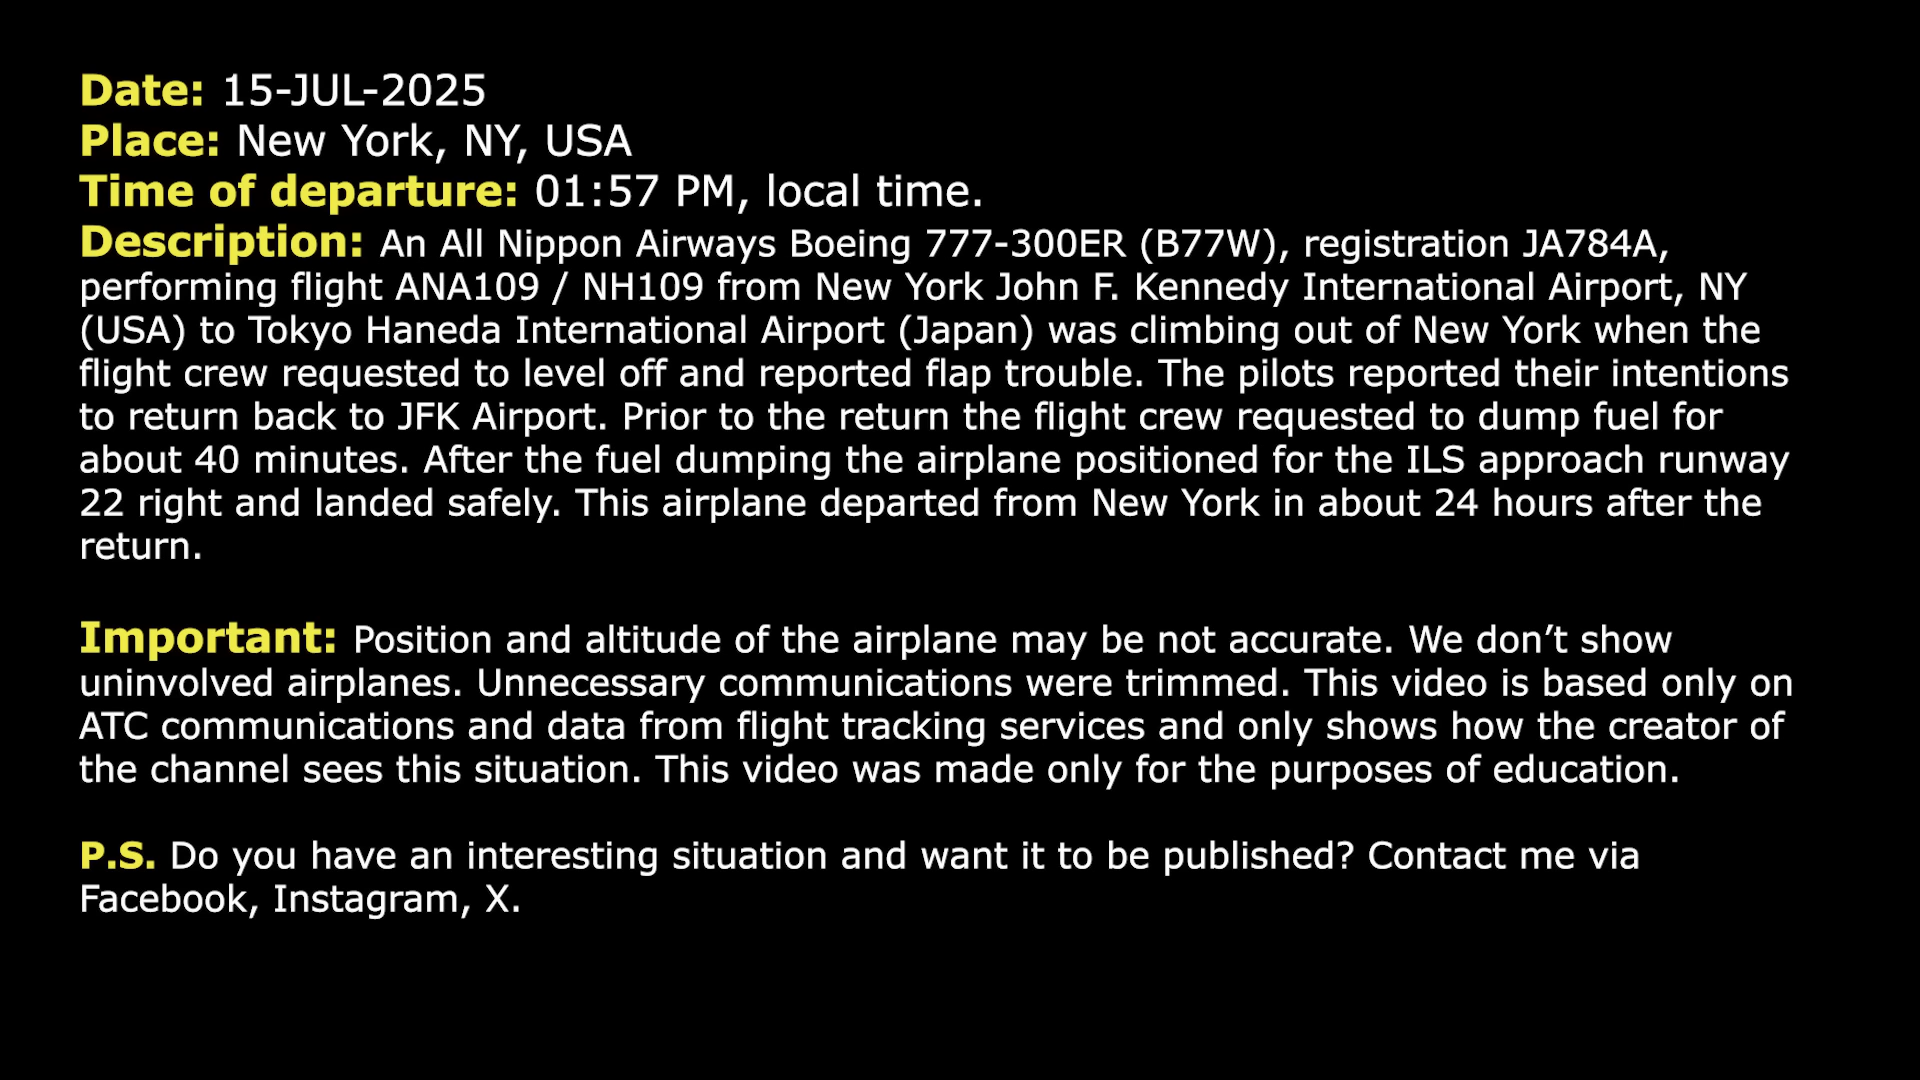 Date: 15-JUL-2025
Place: New York, NY, USA
Time of departure: 01:57 PM, local time.
Description: An All Nippon Airways Boeing 777-300ER (B77W), registration JA784A,
performing flight ANA109 / NH109 from New York John F. Kennedy International Airport, NY
(USA) to Tokyo Haneda International Airport (Japan) was climbing out of New York when the
flight crew requested to level off and reported flap trouble. The pilots reported their intentions
to return back to JFK Airport. Prior to the return the flight crew requested to dump fuel for
about 40 minutes. After the fuel dumping the airplane positioned for the ILS approach runway
22 right and landed safely. This airplane departed from New York in about 24 hours after the
return.
Important: Position and altitude of the airplane may be not accurate. We don’t show
uninvolved airplanes. Unnecessary communications were trimmed. This video is based only on
ATC communications and data from flight tracking services and only shows how the creator of
the channel sees this situation. This video was made only for the purposes of education.
P.S. Do you have an interesting situation and want it to be published? Contact me via
Facebook, Instagram, X.